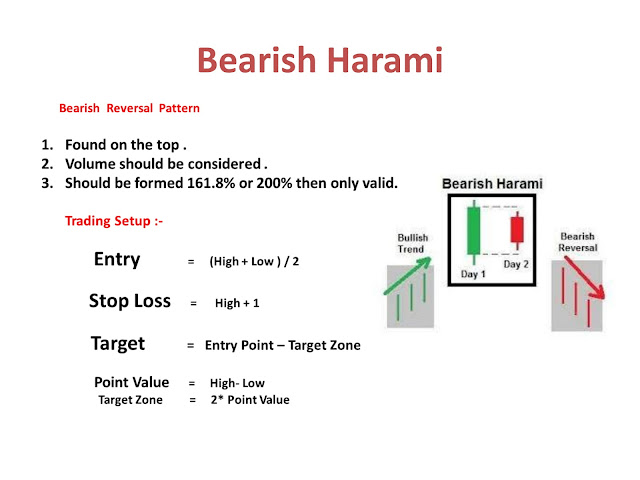 Bearish Harami
Bearish Reversal Pattern
1. Found on the top .
2. Volume should be considered .
3. Should be formed 161.8% or 200% then only valid.
Trading Setup :-
Entry = (High + Low ) / 2
Stop Loss = High + 1
Target = Entry Point – Target Zone
Point Value = High- Low
Target Zone = 2* Point Value
Bearish Harami
Bullish
Trend
Day 1
Day 2
Bearish
Reversal